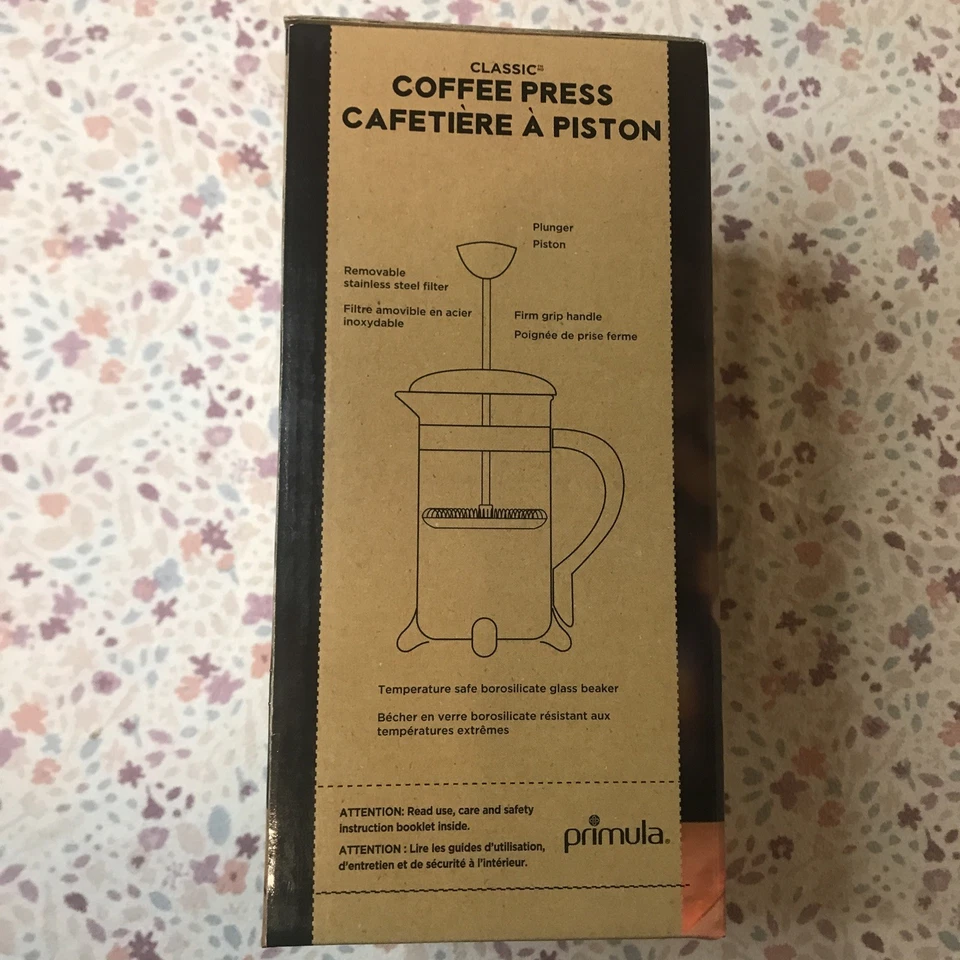 CLASSIC
COFFEE PRESS
CAFETIÈRE À PISTON
Plunger
Piston
Removable
stainless steel filter
Filtre amovible en acier
inoxydable
Firm grip handle
Poignée de prise ferme
Temperature safe borosilicate glass beaker
Bécher en verre borosilicate résistant aux
températures extrêmes
ATTENTION: Read use, care and safety
instruction booklet inside.
ATTENTION : Lire les guides d'utilisation,
d'entretien et de sécurité à l'intérieur.
primula®